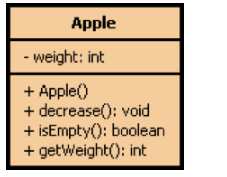 Apple
- weight: int
+ Apple()
+ decrease(): void
+ isEmpty(): boolean
+ getWeight(): int